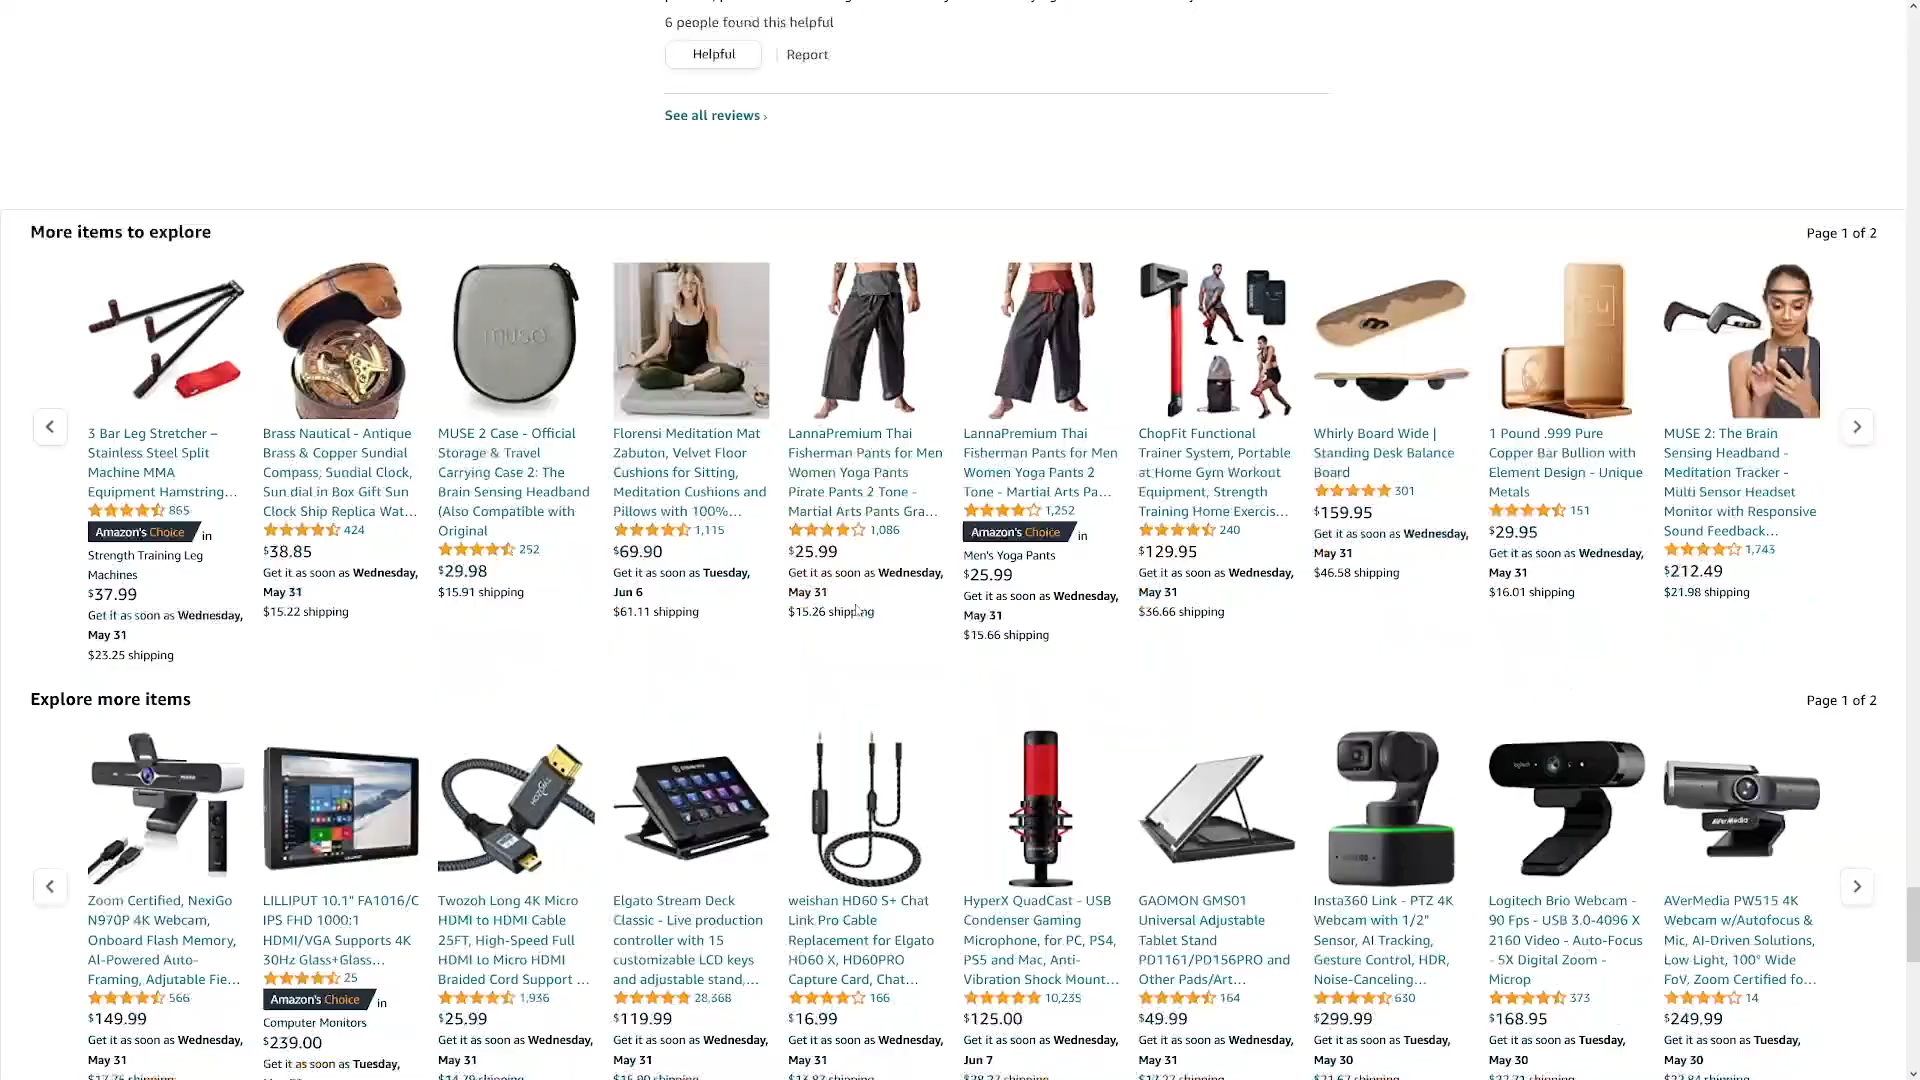 6 people found this helpful
Helpful
Report
See all reviews ›
More items to explore
Page 1 of 2
3 Bar Leg Stretcher –
Stainless Steel Split
Machine MMA
Equipment Hamstring...
865
Amazon's Choice in
Strength Training Leg
Machines
$37.99
Get it as soon as Wednesday,
May 31
$23.25 shipping
Brass Nautical - Antique
Brass & Copper Sundial
Compass, Sundial Clock,
Sun dial in Box Gift Sun
Clock Ship Replica Wat...
424
$38.85
Get it as soon as Wednesday,
May 31
$15.22 shipping
MUSE 2 Case - Official
Storage & Travel
Carrying Case 2: The
Brain Sensing Headband
(Also Compatible with
Original
252
$29.98
$15.91 shipping
Florensi Meditation Mat
Zabuton, Velvet Floor
Cushions for Sitting,
Meditation Cushions and
Pillows with 100%...
1,115
$69.90
Get it as soon as Tuesday,
Jun 6
$61.11 shipping
LannaPremium Thai
Fisherman Pants for Men
Women Yoga Pants
Pirate Pants 2 Tone -
Martial Arts Pants Gra...
1,086
$25.99
Get it as soon as Wednesday,
May 31
$15.26 shipping
LannaPremium Thai
Fisherman Pants for Men
Women Yoga Pants 2
Tone - Martial Arts Pa...
1,252
Amazon's Choice in
Men's Yoga Pants
$25.99
Get it as soon as Wednesday,
May 31
$15.66 shipping
ChopFit Functional
Trainer System, Portable
at Home Gym Workout
Equipment, Strength
Training Home Exercis...
240
$129.95
Get it as soon as Wednesday,
May 31
$36.66 shipping
Whirly Board Wide |
Standing Desk Balance
Board
301
$159.95
Get it as soon as Wednesday,
May 31
$46.58 shipping
1 Pound .999 Pure
Copper Bar Bullion with
Element Design - Unique
Metals
151
$29.95
Get it as soon as Wednesday,
May 31
$16.01 shipping
MUSE 2: The Brain
Sensing Headband -
Meditation Tracker -
Multi Sensor Headset
Monitor with Responsive
Sound Feedback...
1,743
$212.49
$21.98 shipping
Explore more items
Page 1 of 2
Zoom Certified, NexiGo
N970P 4K Webcam,
Onboard Flash Memory,
AI-Powered Auto-
Framing, Adjutable Fie...
566
$149.99
Get it as soon as Wednesday,
May 31
LILLIPUT 10.1" FA1016/C
IPS FHD 1000:1
HDMI/VGA Supports 4K
30Hz Glass+Glass...
25
Amazon's Choice in
Computer Monitors
$239.00
Get it as soon as Tuesday,
Twozoh Long 4K Micro
HDMI to HDMI Cable
25FT, High-Speed Full
HDMI to Micro HDMI
Braided Cord Support ...
1,936
$25.99
Get it as soon as Wednesday,
May 31
Elgato Stream Deck
Classic - Live production
controller with 15
customizable LCD keys
and adjustable stand,...
28,368
$119.99
Get it as soon as Wednesday,
May 31
weishan HD60 S+ Chat
Link Pro Cable
Replacement for Elgato
HD60 X, HD60PRO
Capture Card, Chat...
166
$16.99
Get it as soon as Wednesday,
May 31
HyperX QuadCast - USB
Condenser Gaming
Microphone, for PC, PS4,
PS5 and Mac, Anti-
Vibration Shock Mount...
10,235
$125.00
Get it as soon as Wednesday,
Jun 7
GAOMON GMS01
Universal Adjustable
Tablet Stand
PD1161/PD156PRO and
Other Pads/Art...
164
$49.99
Get it as soon as Wednesday,
May 31
Insta360 Link - PTZ 4K
Webcam with 1/2"
Sensor, AI Tracking,
Gesture Control, HDR,
Noise-Canceling...
630
$299.99
Get it as soon as Tuesday,
May 30
Logitech Brio Webcam -
90 Fps - USB 3.0-4096 X
2160 Video - Auto-Focus
- 5X Digital Zoom -
Microp
373
$168.95
Get it as soon as Tuesday,
May 30
AVerMedia PW515 4K
Webcam w/Autofocus &
Mic, AI-Driven Solutions,
Low Light, 100° Wide
FoV, Zoom Certified fo...
14
$249.99
Get it as soon as Tuesday,
May 30